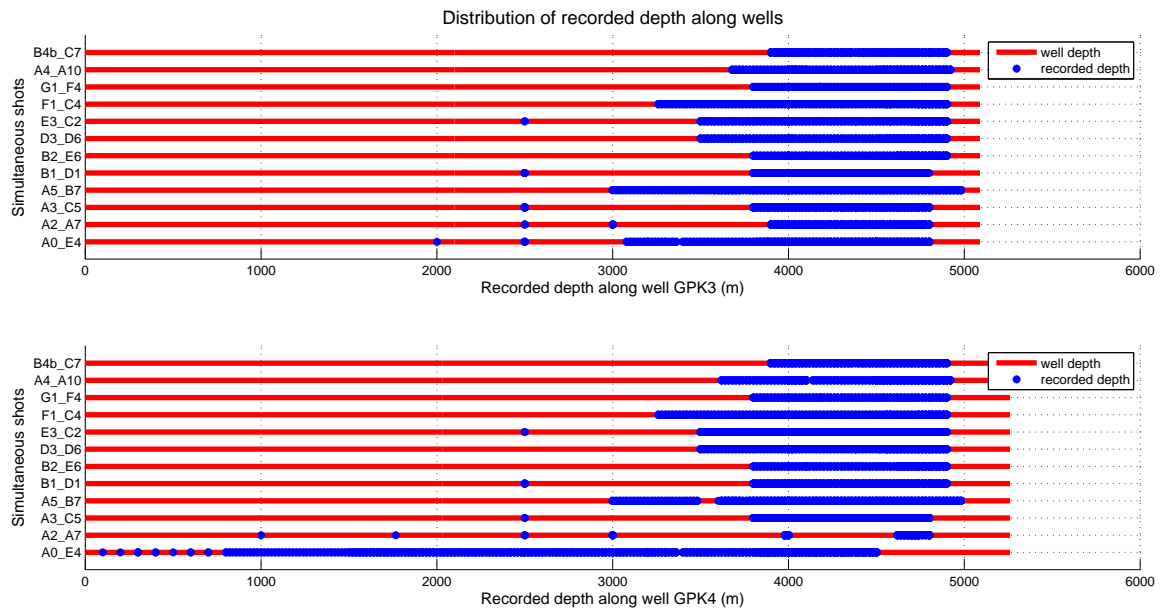 Distribution of recorded depth along wells
Simultaneous shots
B4b_C7
A4_A10
G1_F4
F1_C4
E3_C2
D3_D6
B2_E6
B1_D1
A5_B7
A3_C5
A2_A7
A0_E4
well depth
recorded depth
0 1000 2000 3000 4000 5000 6000
Recorded depth along well GPK3 (m)
Simultaneous shots
B4b_C7
A4_A10
G1_F4
F1_C4
E3_C2
D3_D6
B2_E6
B1_D1
A5_B7
A3_C5
A2_A7
A0_E4
well depth
recorded depth
0 1000 2000 3000 4000 5000 6000
Recorded depth along well GPK4 (m)